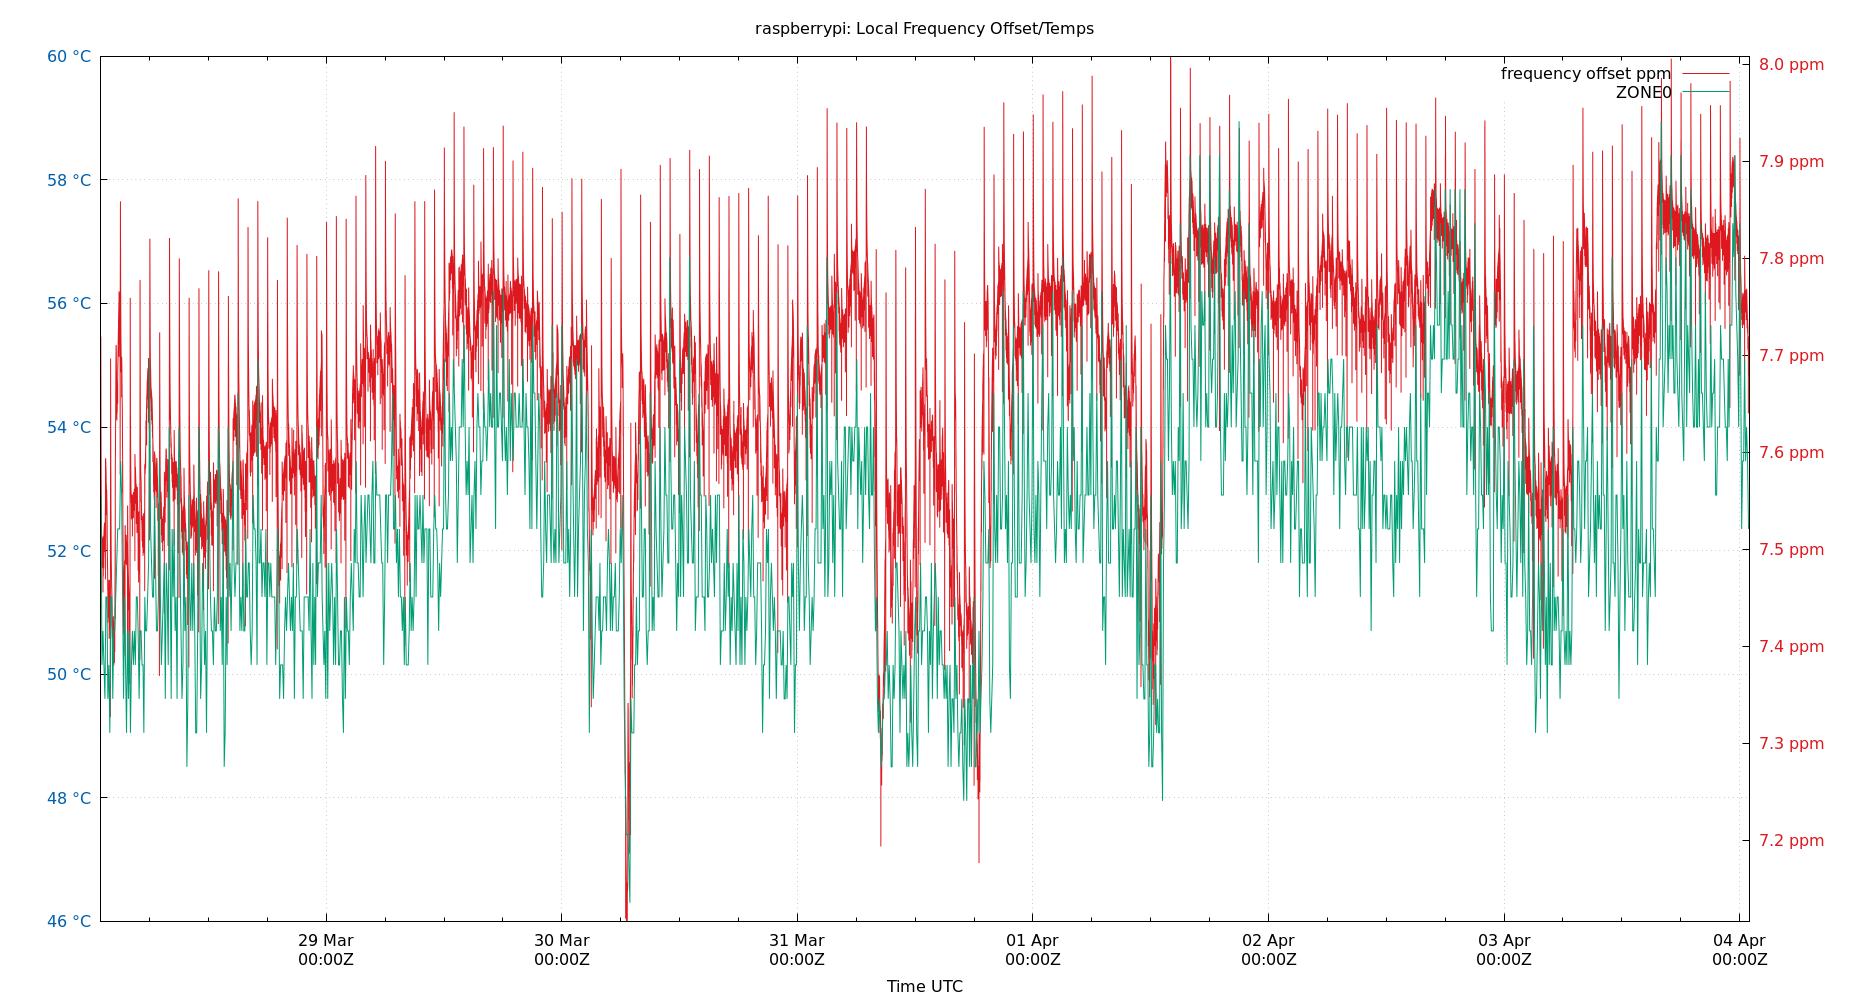 raspberrypi: Local Frequency Offset/Temps
60 °C
58 °C
56 °C
54 °C
52 °C
50 °C
48 °C
46 °C
8.0 ppm
7.9 ppm
7.8 ppm
7.7 ppm
7.6 ppm
7.5 ppm
7.4 ppm
7.3 ppm
7.2 ppm
frequency offset ppm
ZONE0
29 Mar
00:00Z
30 Mar
00:00Z
31 Mar
00:00Z
01 Apr
00:00Z
02 Apr
00:00Z
03 Apr
00:00Z
04 Apr
00:00Z
Time UTC